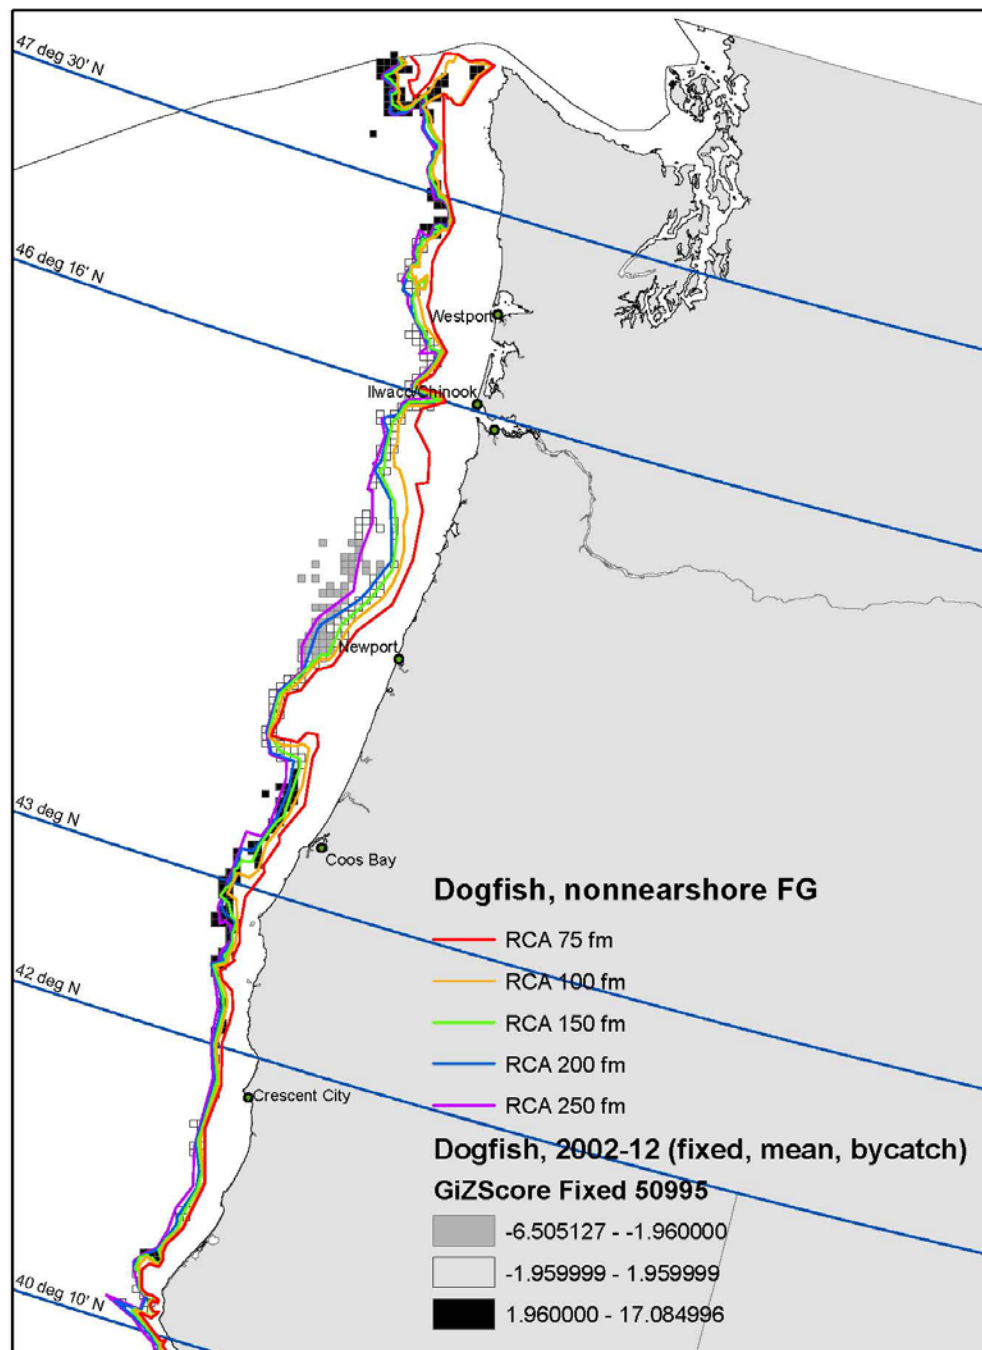 47 deg 30' N
46 deg 16' N
Westport
Ilwaco/Chinook
Newport
43 deg N
Coos Bay
Dogfish, nonnearshore FG
RCA 75 fm
RCA 100 fm
42 deg N
RCA 150 fm
RCA 200 fm
Crescent City
RCA 250 fm
Dogfish, 2002-12 (fixed, mean, bycatch)
GiZScore Fixed 50995
-6.505127 - -1.960000
-1.959999 - 1.959999
40 deg 10' N
1.960000 - 17.084996